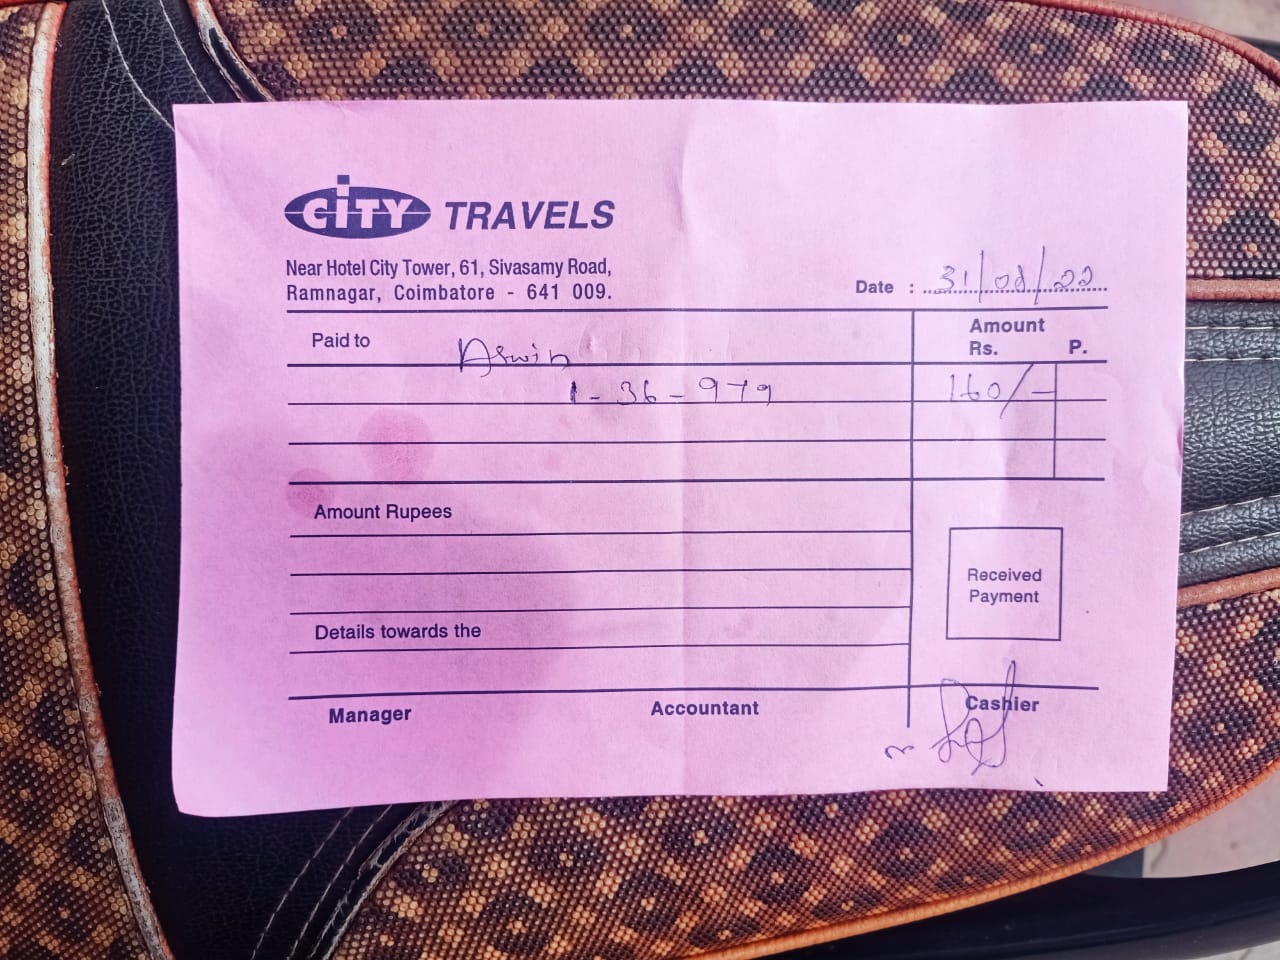 CiTY TRAVELS
Near Hotel City Tower, 61, Sivasamy Road,
Ramnagar, Coimbatore - 641 009.
Date : 31/08/22
Paid to Aswin
Amount
Rs. P.
1-36-979 160/-
Amount Rupees
Received
Payment
Details towards the
Manager Accountant Cashier